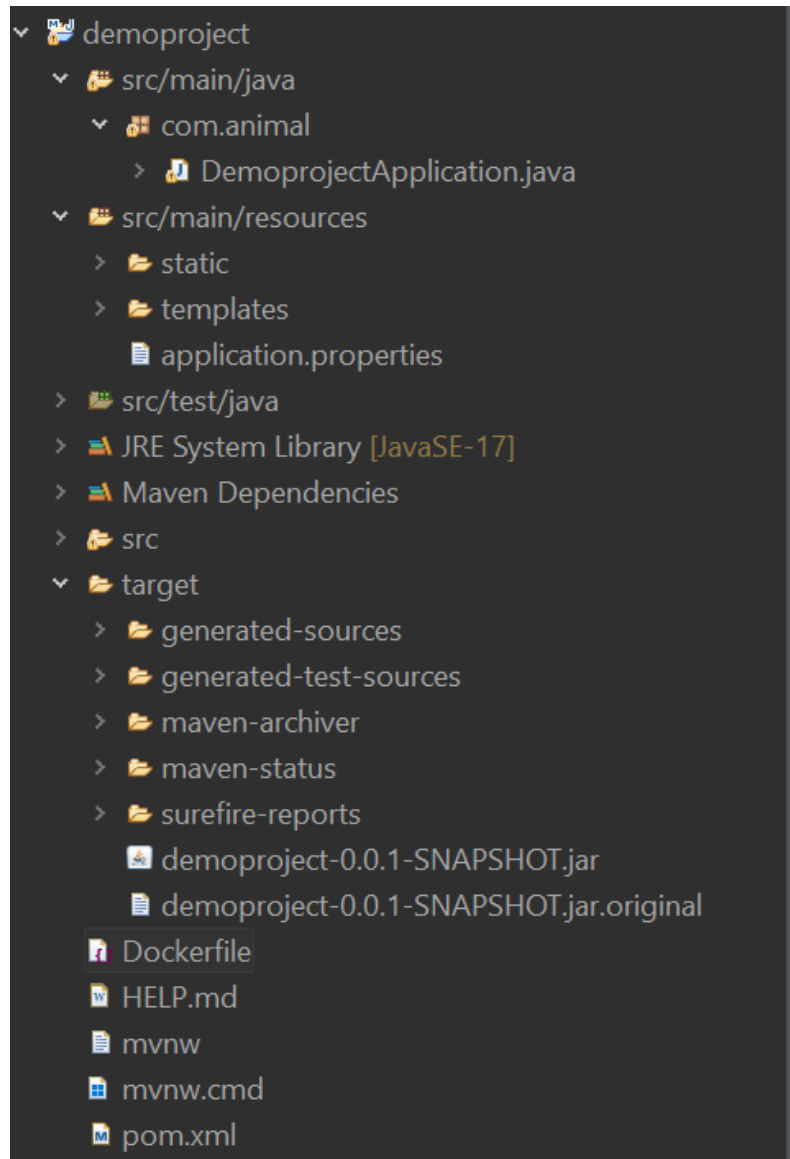 demoproject
src/main/java
com.animal
DemoprojectApplication.java
src/main/resources
static
templates
application.properties
src/test/java
JRE System Library [JavaSE-17]
Maven Dependencies
src
target
generated-sources
generated-test-sources
maven-archiver
maven-status
surefire-reports
demoproject-0.0.1-SNAPSHOT.jar
demoproject-0.0.1-SNAPSHOT.jar.original
Dockerfile
HELP.md
mvnw
mvnw.cmd
pom.xml